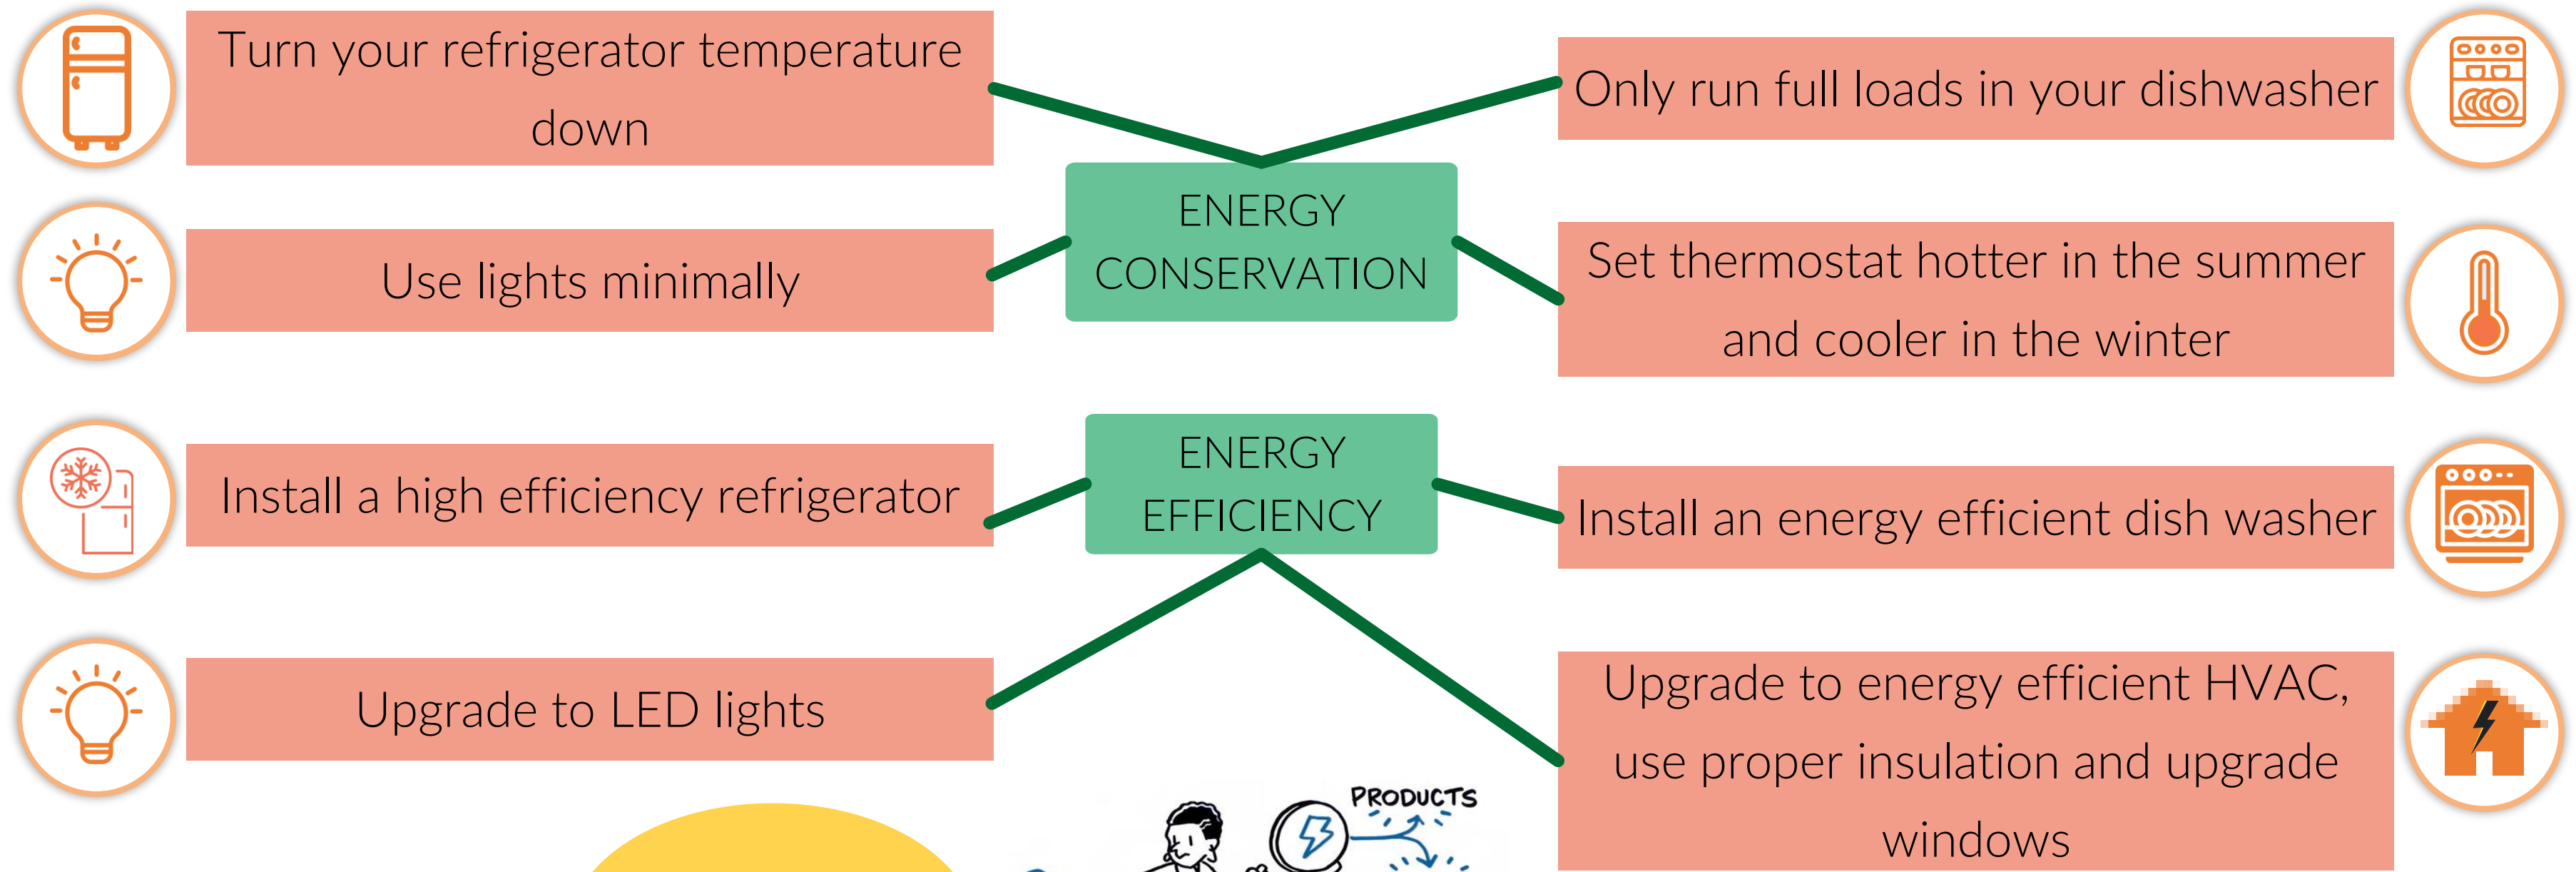 Turn your refrigerator temperature
down
Only run full loads in your dishwasher
ENERGY
CONSERVATION
Use lights minimally
Set thermostat hotter in the summer
and cooler in the winter
ENERGY
EFFICIENCY
Install a high efficiency refrigerator
Install an energy efficient dish washer
Upgrade to LED lights
Upgrade to energy efficient HVAC,
use proper insulation and upgrade
windows
PRODUCTS